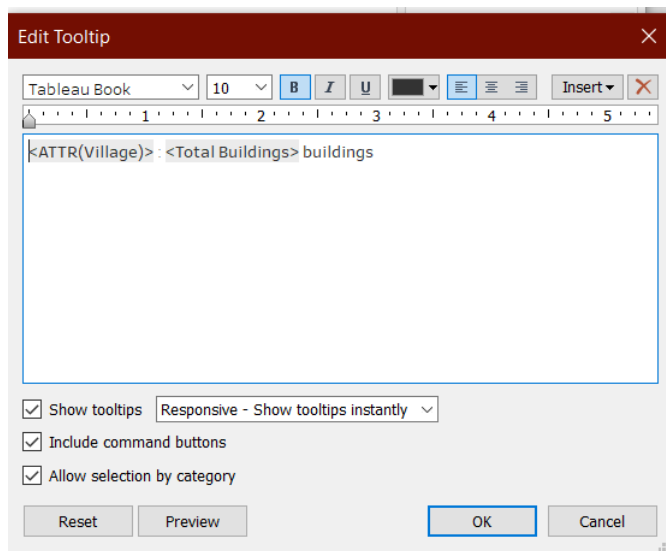 Edit Tooltip
Tableau Book 10 B I U Insert
1 2 3 4 5
<ATTR(Village)> : <Total Buildings> buildings
Show tooltips Responsive - Show tooltips instantly
Include command buttons
Allow selection by category
Reset Preview OK Cancel